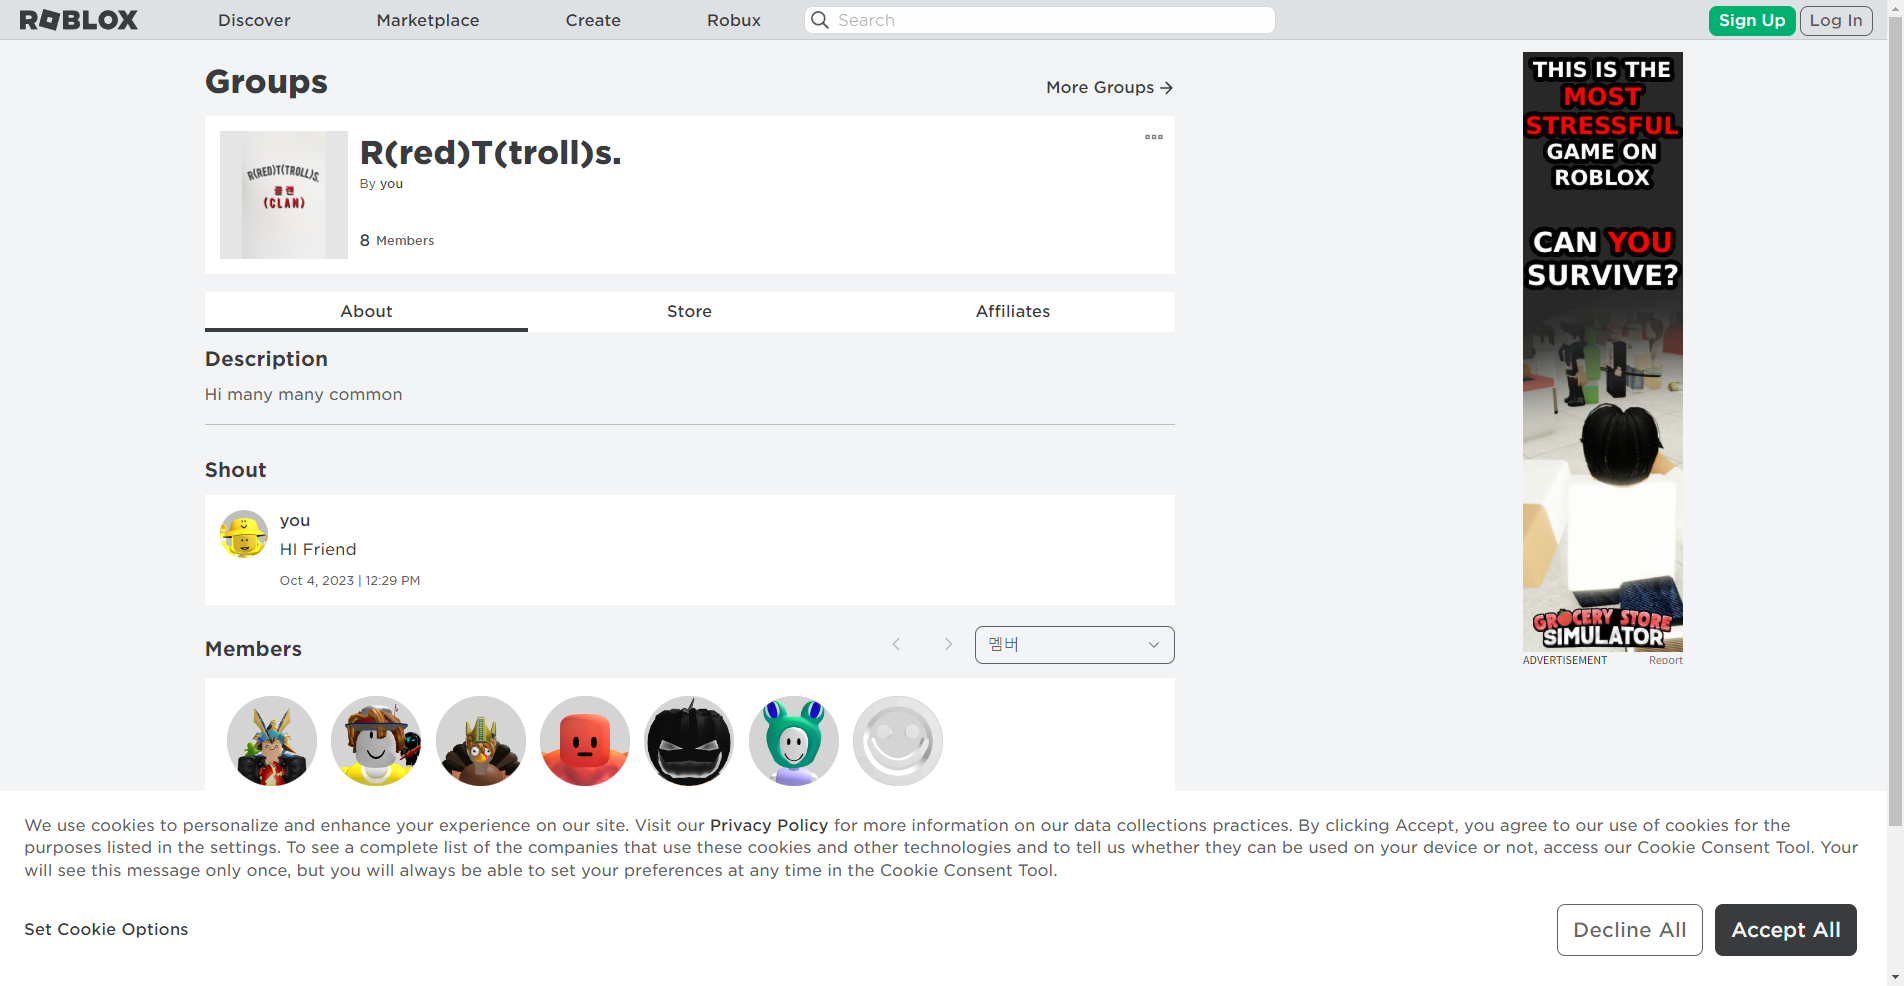 ROBLOX
Discover
Marketplace
Create
Robux
Search
Sign Up
Log In
Groups
More Groups
R(RED)T(TROLL)S.
클랜
(CLAN)
R(red)T(troll)s.
By you
8 Members
About
Store
Affiliates
Description
Hi many many common
Shout
you
HI Friend
Oct 4, 2023 | 12:29 PM
Members
멤버
THIS IS THE
MOST
STRESSFUL
GAME ON
ROBLOX
CAN YOU
SURVIVE?
GROCERY STORE
SIMULATOR
ADVERTISEMENT
Report
We use cookies to personalize and enhance your experience on our site. Visit our Privacy Policy for more information on our data collections practices. By clicking Accept, you agree to our use of cookies for the
purposes listed in the settings. To see a complete list of the companies that use these cookies and other technologies and to tell us whether they can be used on your device or not, access our Cookie Consent Tool. Your
will see this message only once, but you will always be able to set your preferences at any time in the Cookie Consent Tool.
Set Cookie Options
Decline All
Accept All